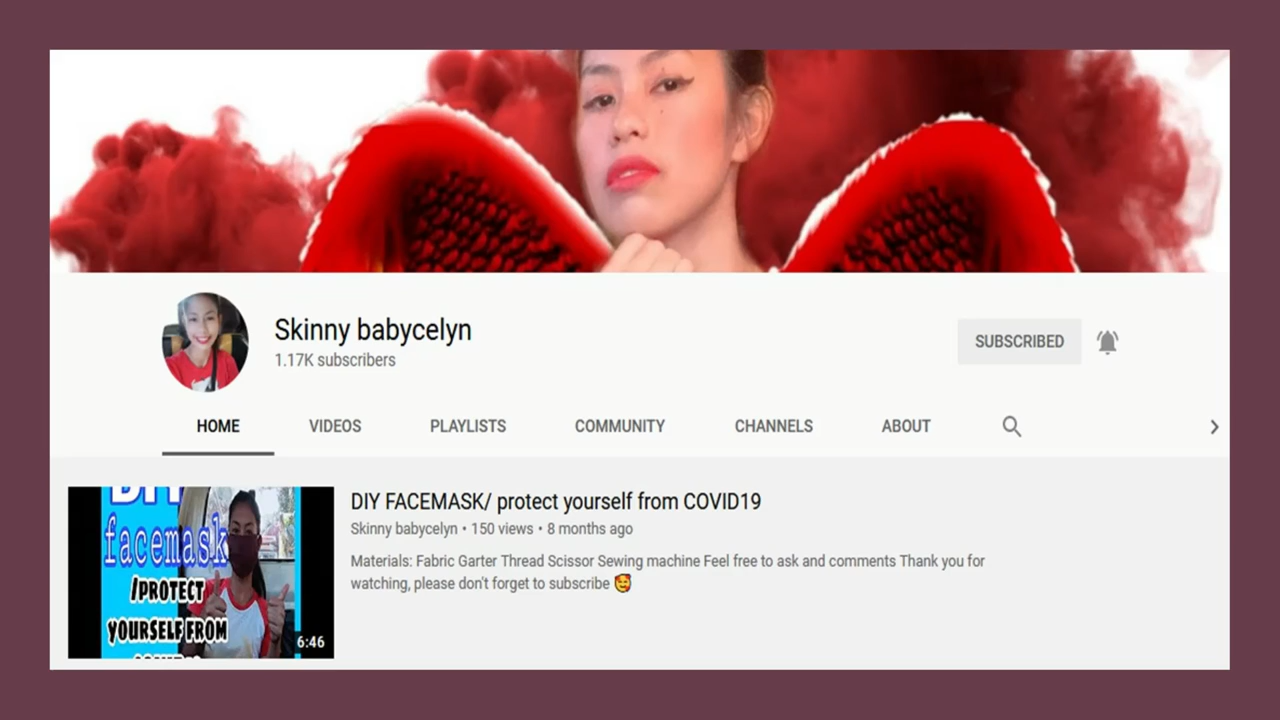 Skinny babycelyn
1.17K subscribers
SUBSCRIBED
HOME VIDEOS PLAYLISTS COMMUNITY CHANNELS ABOUT
DIY
facemask
/PROTECT
YOURSELF FROM
6:46
DIY FACEMASK/ protect yourself from COVID19
Skinny babycelyn • 150 views • 8 months ago
Materials: Fabric Garter Thread Scissor Sewing machine Feel free to ask and comments Thank you for
watching, please don't forget to subscribe 🥰